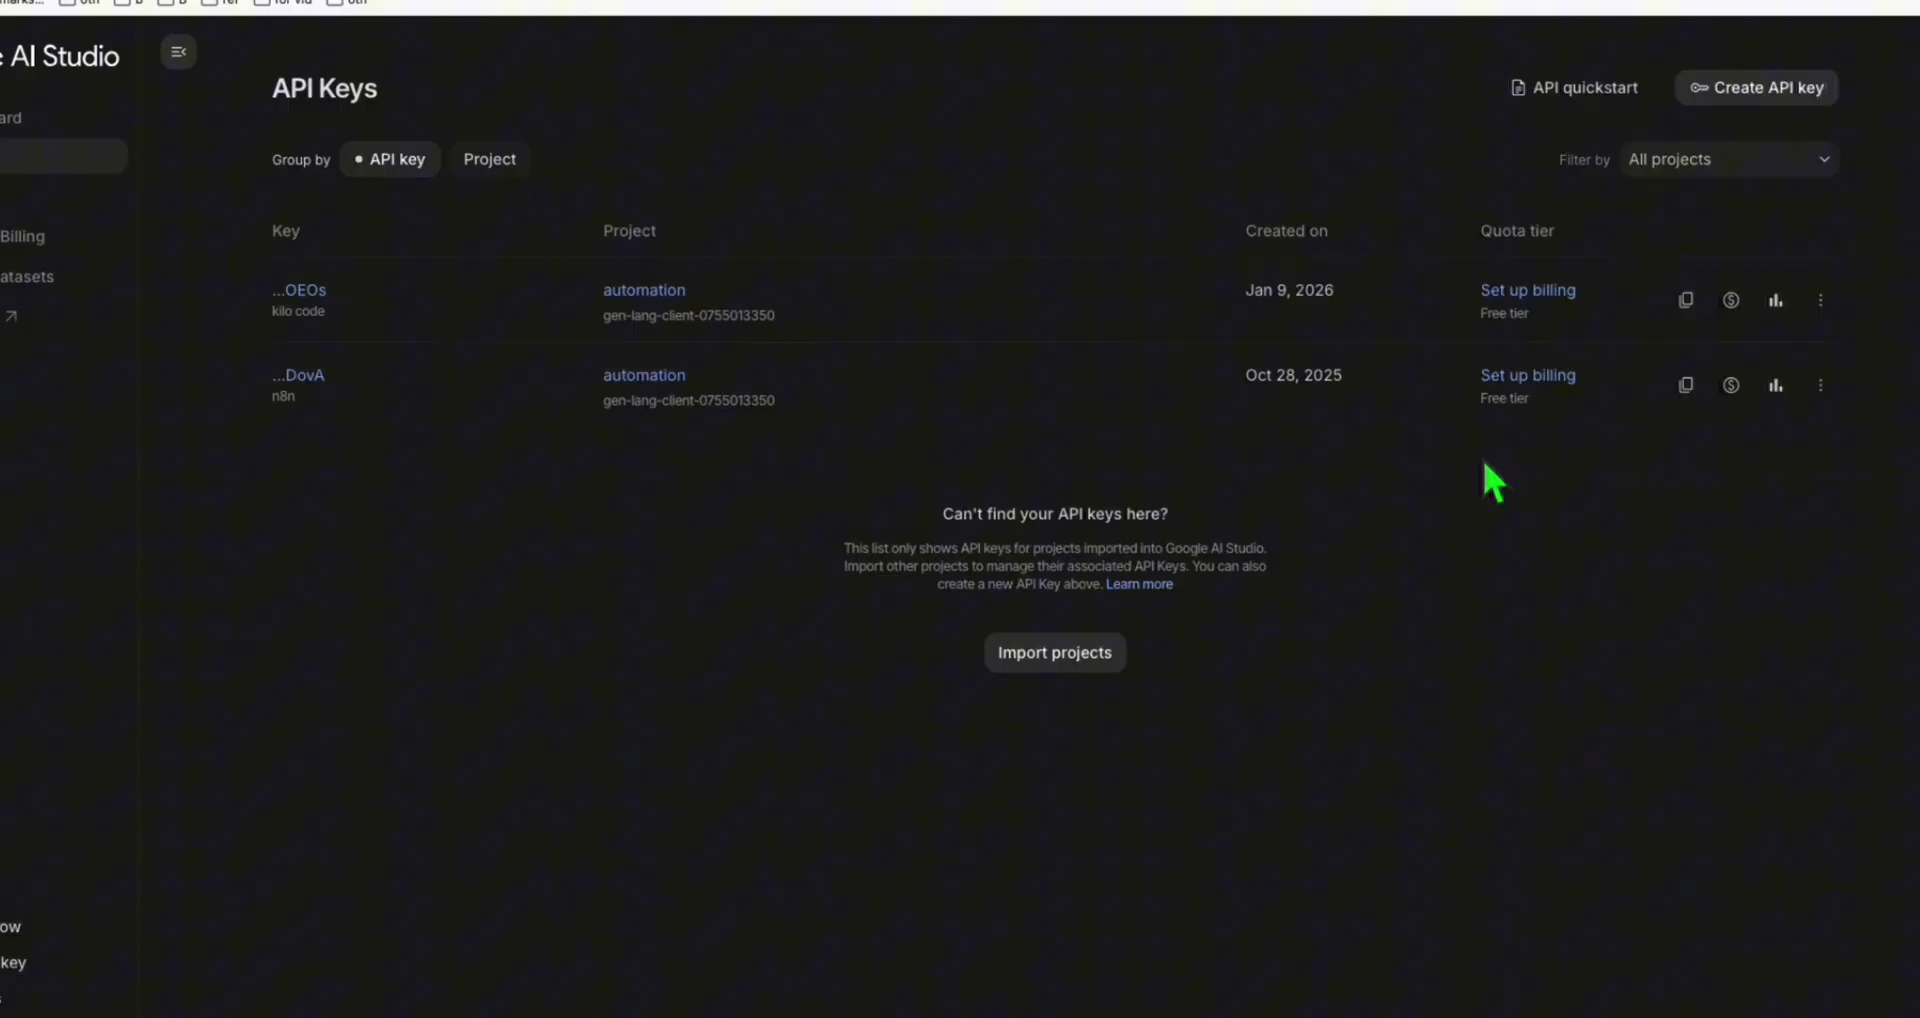 AI Studio
API Keys
API quickstart
Create API key
Group by
API key
Project
Filter by
All projects
Key
Project
Created on
Quota tier
...OEOs
kilo code
automation
gen-lang-client-0755013350
Jan 9, 2026
Set up billing
Free tier
...DovA
n8n
automation
gen-lang-client-0755013350
Oct 28, 2025
Set up billing
Free tier
Billing
atasets
Can't find your API keys here?
This list only shows API keys for projects imported into Google AI Studio.
Import other projects to manage their associated API Keys. You can also
create a new API Key above. Learn more
Import projects
ow
key